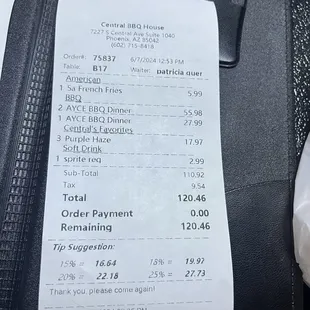 Central BBQ House
7227 S Central Ave Suite 1040
Phoenix, AZ 85042
(602) 715-8418
Order#: 75837 6/7/2024 12:53 PM
Table: B17 Waiter: patricia auer
American
1 Sa French Fries 5.99
BBQ
2 AYCE BBQ Dinner 55.98
1 AYCE BBQ Dinner 27.99
Central's Favorites
3 Purple Haze 17.97
Soft Drink
1 sprite reg 2.99
Sub-Total 110.92
Tax 9.54
Total 120.46
Order Payment 0.00
Remaining 120.46
Tip Suggestion:
15% = 16.64 18% = 19.97
20% = 22.18 25% = 27.73
Thank you, please come again!